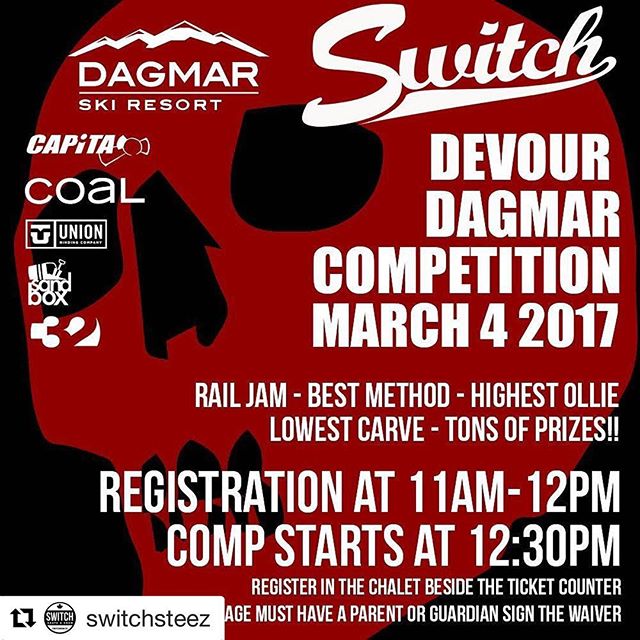 DAGMAR
SKI RESORT
Switch
CAPiTA
COAL
UNION
BINDING COMPANY
sand
box
32
DEVOUR
DAGMAR
COMPETITION
MARCH 4 2017
RAIL JAM - BEST METHOD - HIGHEST OLLIE
LOWEST CARVE - TONS OF PRIZES!!
REGISTRATION AT 11AM-12PM
COMP STARTS AT 12:30PM
REGISTER IN THE CHALET BESIDE THE TICKET COUNTER
AGE MUST HAVE A PARENT OR GUARDIAN SIGN THE WAIVER
SWITCH
switchsteez